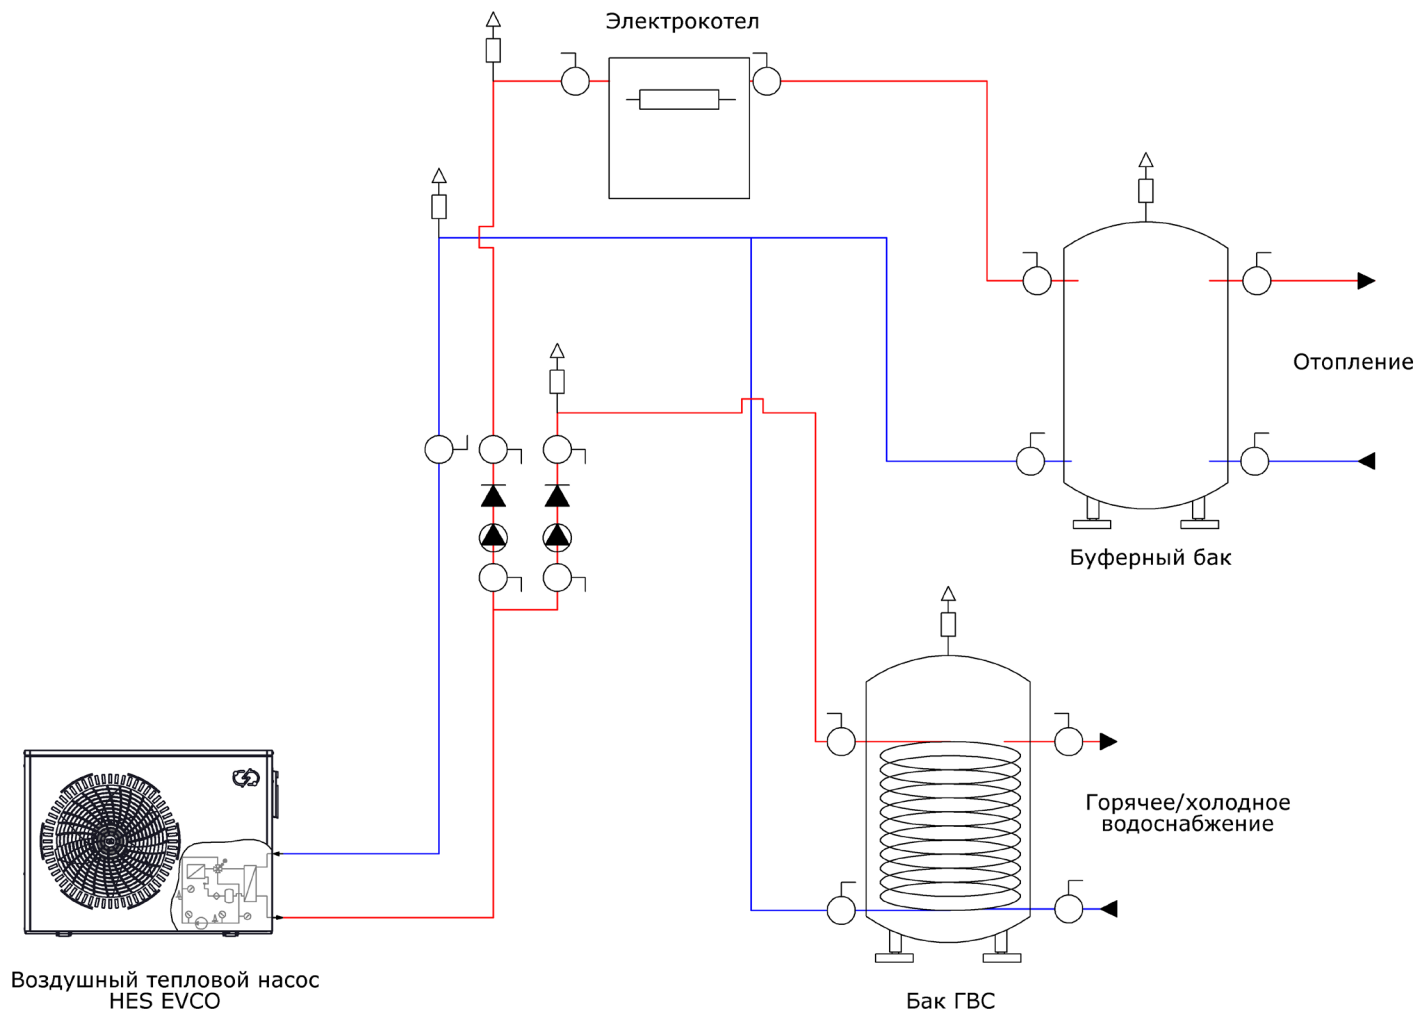 Электрокотел
Отопление
Буферный бак
Горячее/холодное
водоснабжение
Воздушный тепловой насос
HES EVCO
Бак ГВС